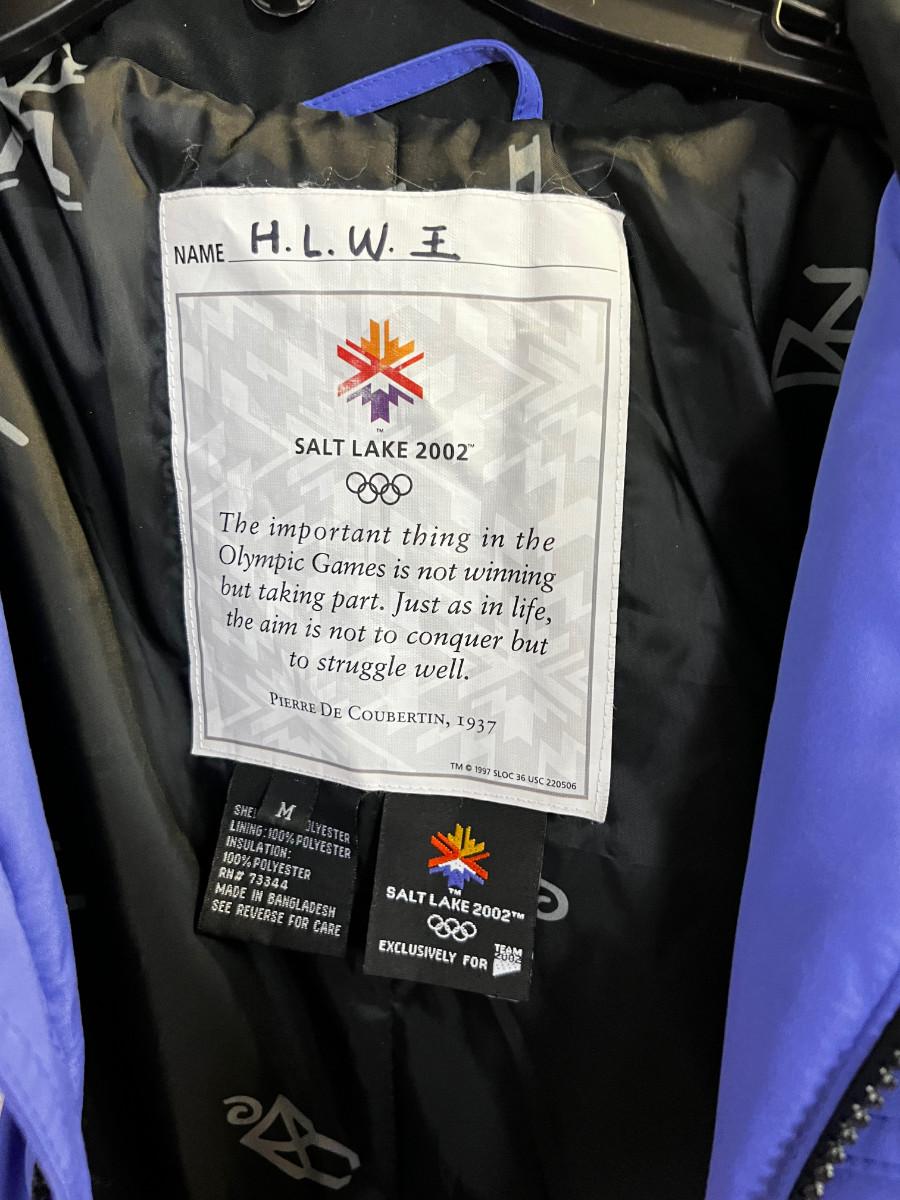 NAME H.L.W. I
SALT LAKE 2002™
The important thing in the
Olympic Games is not winning
but taking part. Just as in life,
the aim is not to conquer but
to struggle well.
PIERRE DE COUBERTIN, 1937
TM © 1997 SLOC 36 USC 220506
M
LINING: 100% POLYESTER
INSULATION:
100% POLYESTER
RN# 73344
MADE IN BANGLADESH
SEE REVERSE FOR CARE
TM
SALT LAKE 2002™
EXCLUSIVELY FOR TEAM 2002